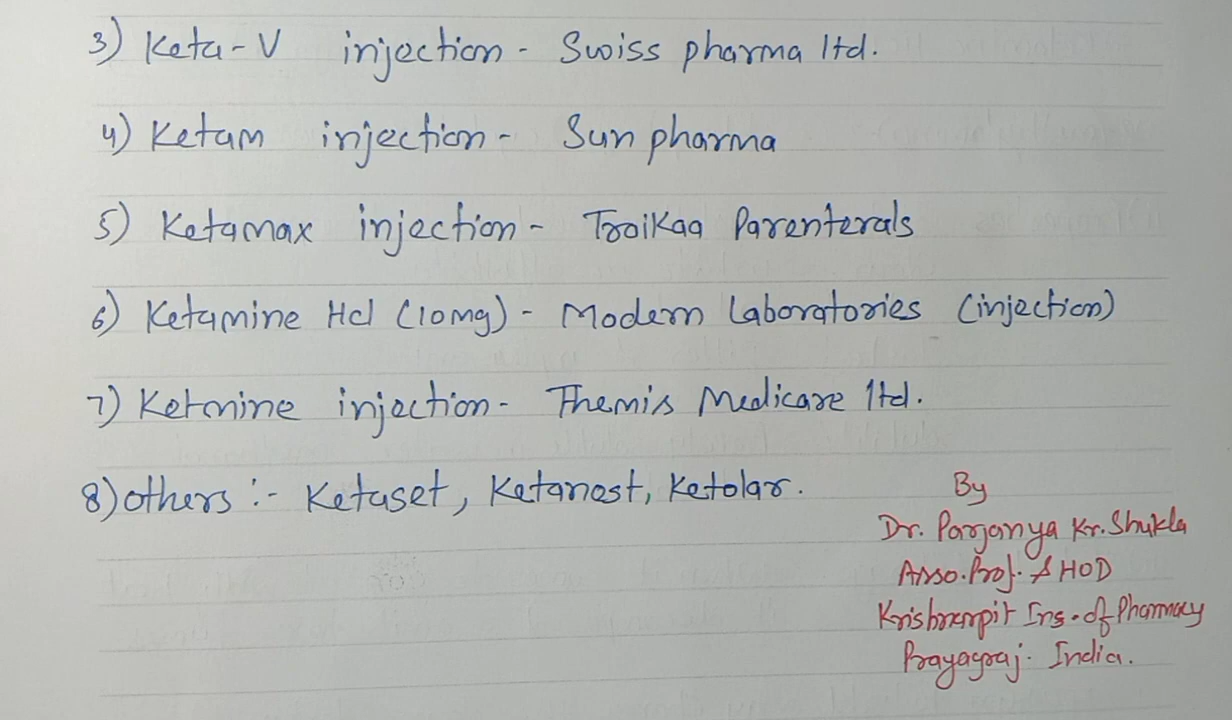 3) Keta-V injection - Swiss pharma ltd.
4) Ketam injection - Sun pharma
5) Ketamax injection - Troikaa Parenterals
6) Ketamine Hcl (10mg) - Modern Laboratories (injection)
7) Ketmine injection - Themis Medicare ltd.
8) others :- Ketaset, Ketanest, Ketolar.
By
Dr. Parjanya Kr. Shukla
Asso. Prof. & HOD
Krishnarpit Ins. of Pharmacy
Prayagraj. India.